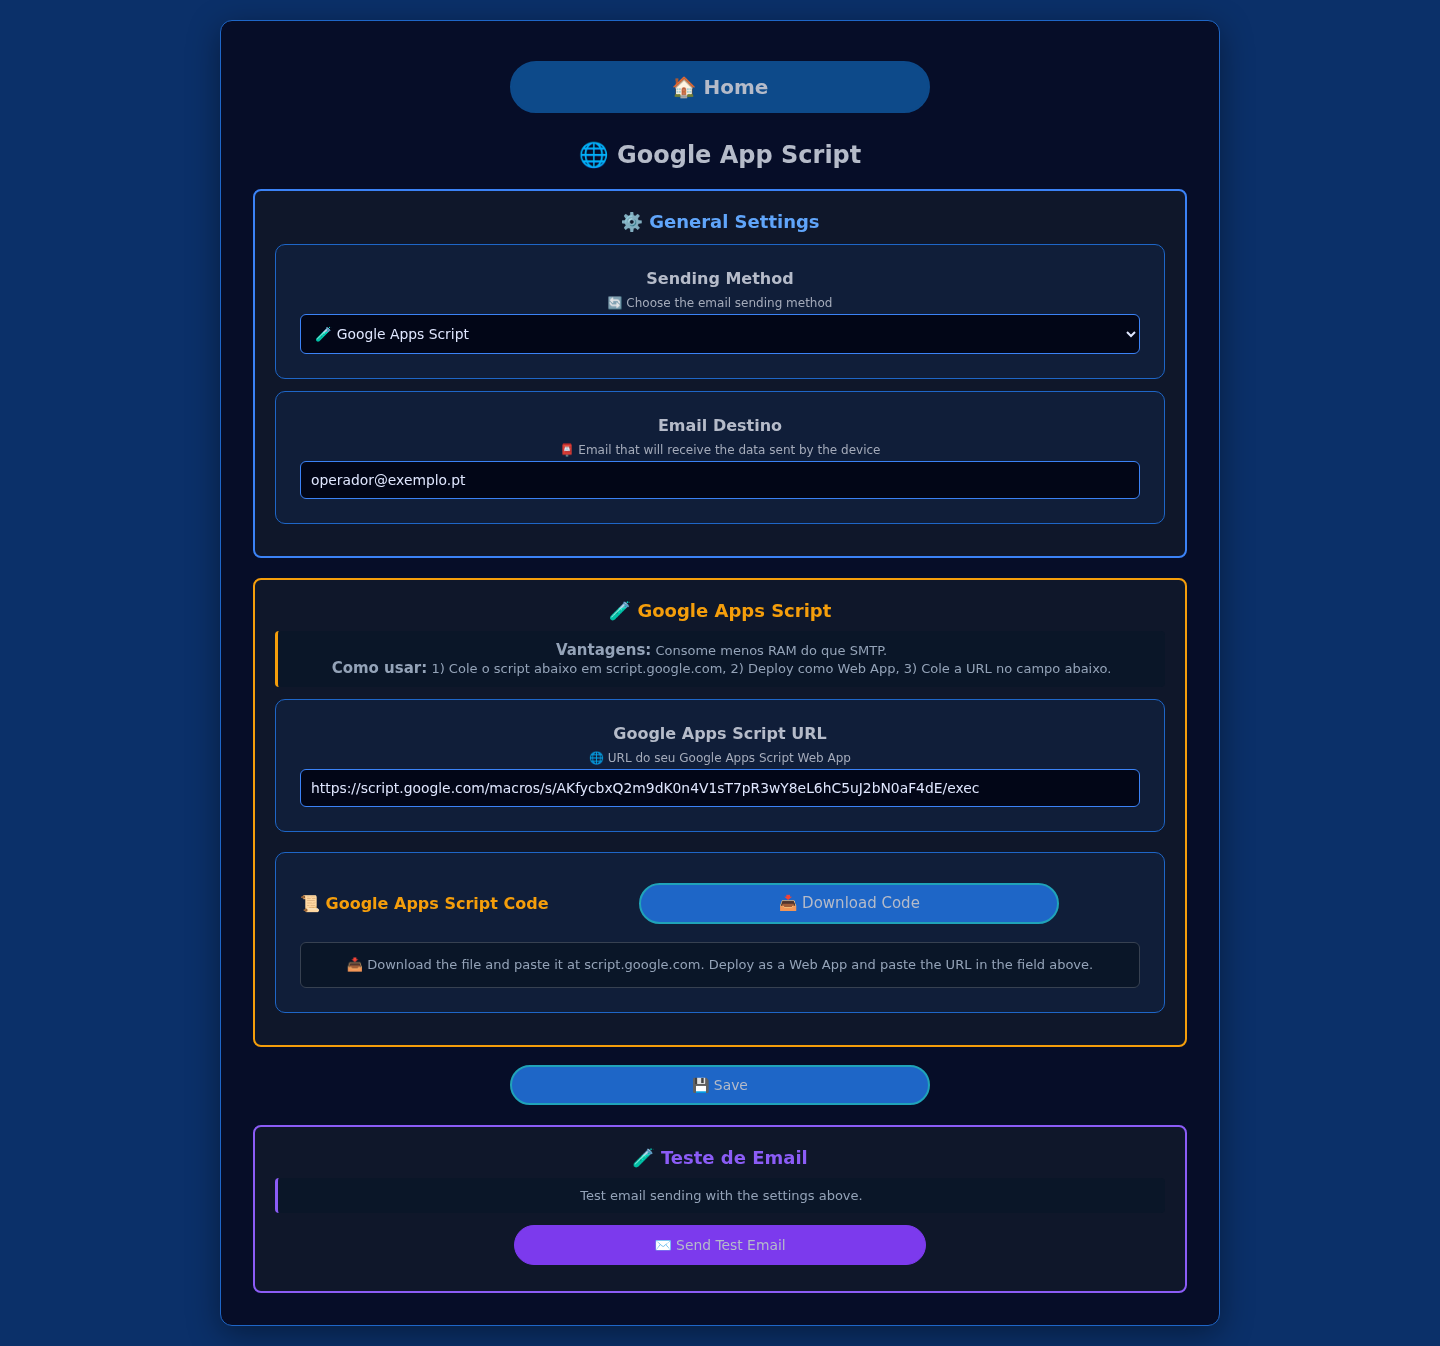 🏠 Home
🌐 Google App Script
⚙️ General Settings
Sending Method
🔄 Choose the email sending method
🧪 Google Apps Script
Email Destino
📮 Email that will receive the data sent by the device
operador@exemplo.pt
🧪 Google Apps Script
Vantagens: Consome menos RAM do que SMTP.
Como usar: 1) Cole o script abaixo em script.google.com, 2) Deploy como Web App, 3) Cole a URL no campo abaixo.
Google Apps Script URL
🌐 URL do seu Google Apps Script Web App
https://script.google.com/macros/s/AKfycbxQ2m9dK0n4V1sT7pR3wY8eL6hC5uJ2bN0aF4dE/exec
📜 Google Apps Script Code
📥 Download Code
📥 Download the file and paste it at script.google.com. Deploy as a Web App and paste the URL in the field above.
💾 Save
🧪 Teste de Email
Test email sending with the settings above.
✉️ Send Test Email